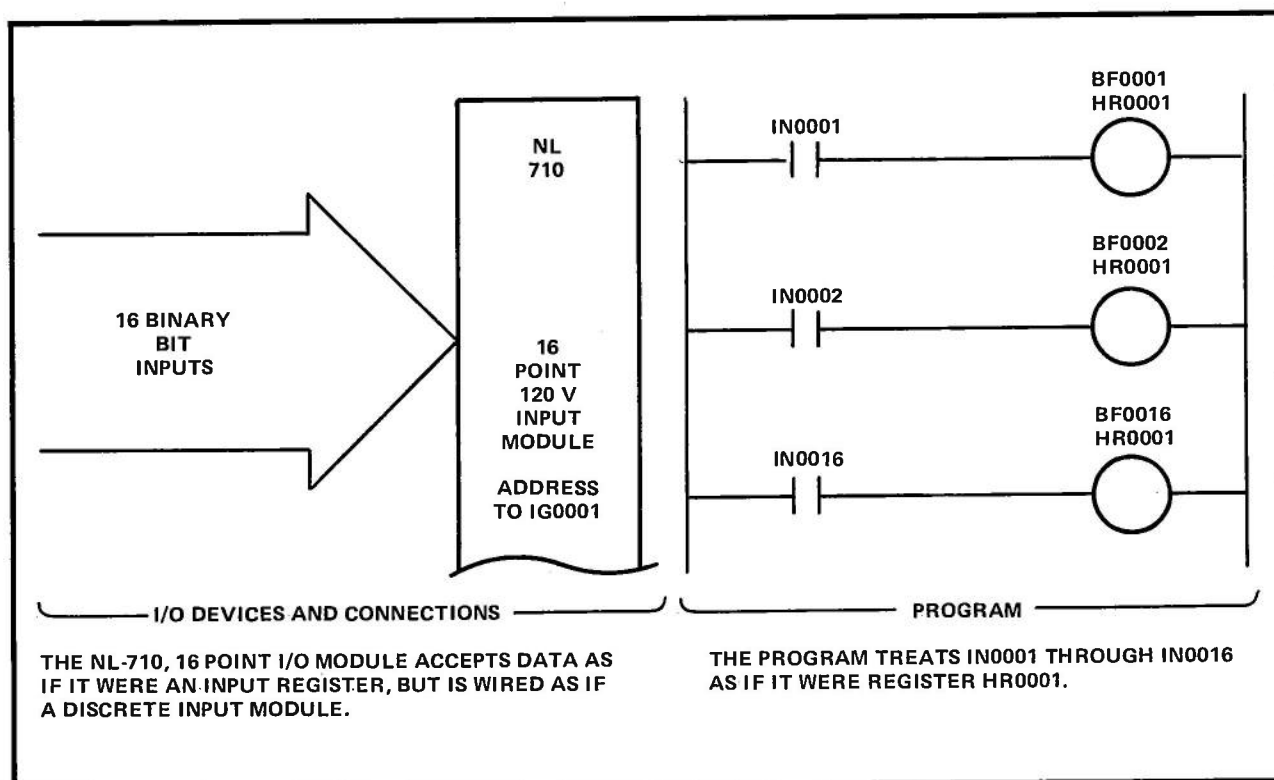 16 BINARY
BIT
INPUTS
NL
710
16
POINT
120 V
INPUT
MODULE
ADDRESS
TO IG0001
IN0001
BF0001
HR0001
IN0002
BF0002
HR0001
IN0016
BF0016
HR0001
I/O DEVICES AND CONNECTIONS
PROGRAM
THE NL-710, 16 POINT I/O MODULE ACCEPTS DATA AS
IF IT WERE AN INPUT REGISTER, BUT IS WIRED AS IF
A DISCRETE INPUT MODULE.
THE PROGRAM TREATS IN0001 THROUGH IN0016
AS IF IT WERE REGISTER HR0001.